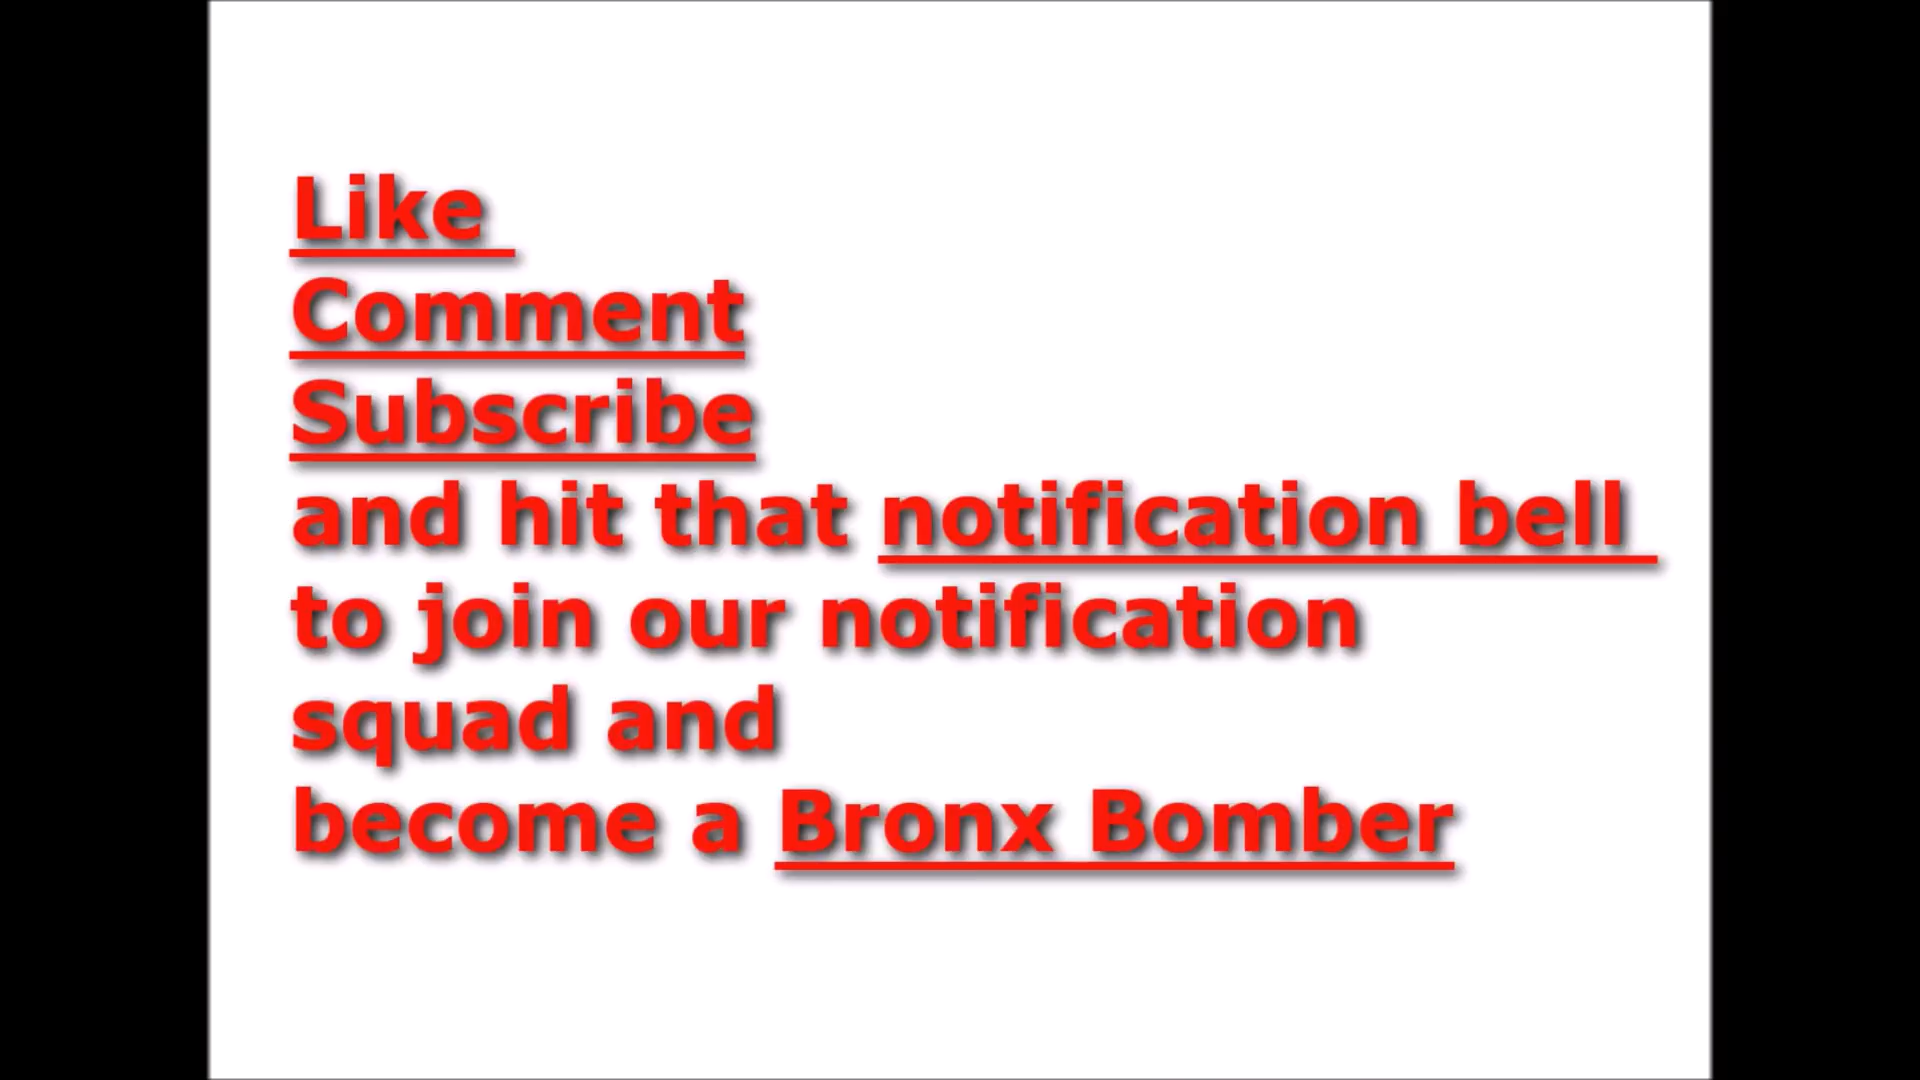 Like
Comment
Subscribe
and hit that notification bell
to join our notification
squad and
become a Bronx Bomber